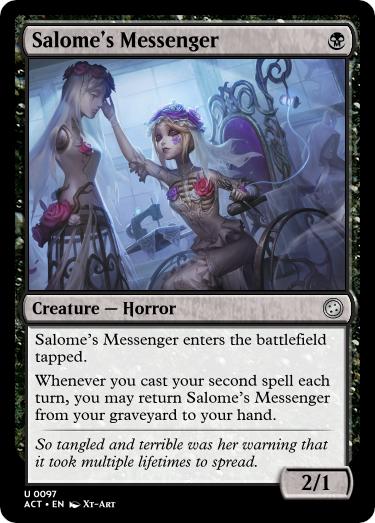 Salome's Messenger
Creature — Horror
Salome's Messenger enters the battlefield
tapped.
Whenever you cast your second spell each
turn, you may return Salome's Messenger
from your graveyard to your hand.
So tangled and terrible was her warning that
it took multiple lifetimes to spread.
2/1
U 0097
ACT • EN Xt-Art